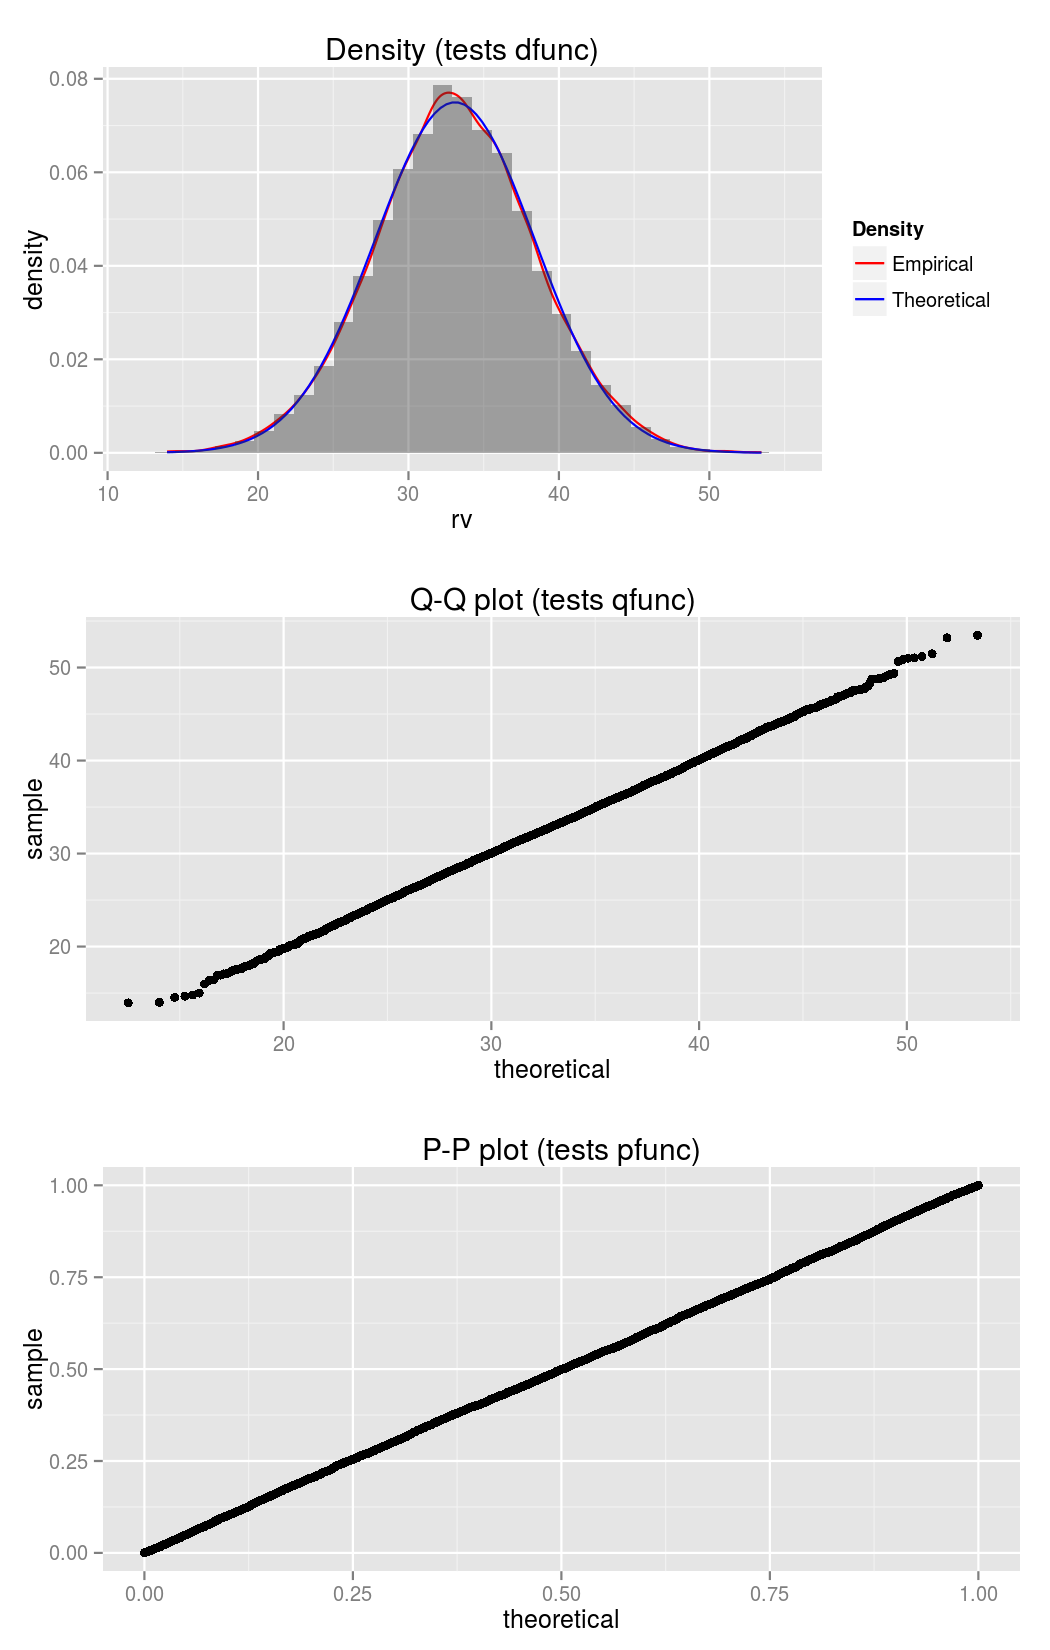 Density (tests dfunc)
0.08
0.06
0.04
0.02
0.00
density
10 20 30 40 50
rv
Density
Empirical
Theoretical
Q-Q plot (tests qfunc)
50
40
30
20
sample
20 30 40 50
theoretical
P-P plot (tests pfunc)
1.00
0.75
0.50
0.25
0.00
sample
0.00 0.25 0.50 0.75 1.00
theoretical